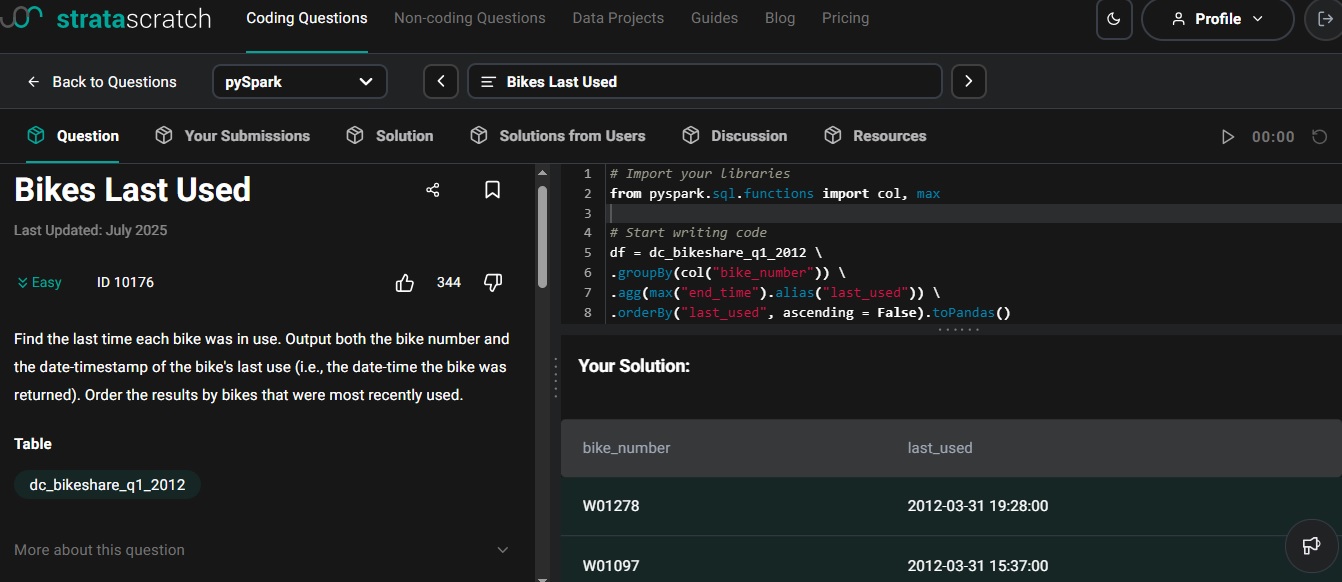 stratascratch
Coding Questions
Non-coding Questions
Data Projects
Guides
Blog
Pricing
Profile
Back to Questions
pySpark
Bikes Last Used
Question
Your Submissions
Solution
Solutions from Users
Discussion
Resources
00:00
Bikes Last Used
Last Updated: July 2025
Easy
ID 10176
344
Find the last time each bike was in use. Output both the bike number and
the date-timestamp of the bike's last use (i.e., the date-time the bike was
returned). Order the results by bikes that were most recently used.
Table
dc_bikeshare_q1_2012
More about this question
1 # Import your libraries
2 from pyspark.sql.functions import col, max
3
4 # Start writing code
5 df = dc_bikeshare_q1_2012 \
6 .groupBy(col("bike_number")) \
7 .agg(max("end_time").alias("last_used")) \
8 .orderBy("last_used", ascending = False).toPandas()
Your Solution:
bike_number last_used
W01278 2012-03-31 19:28:00
W01097 2012-03-31 15:37:00